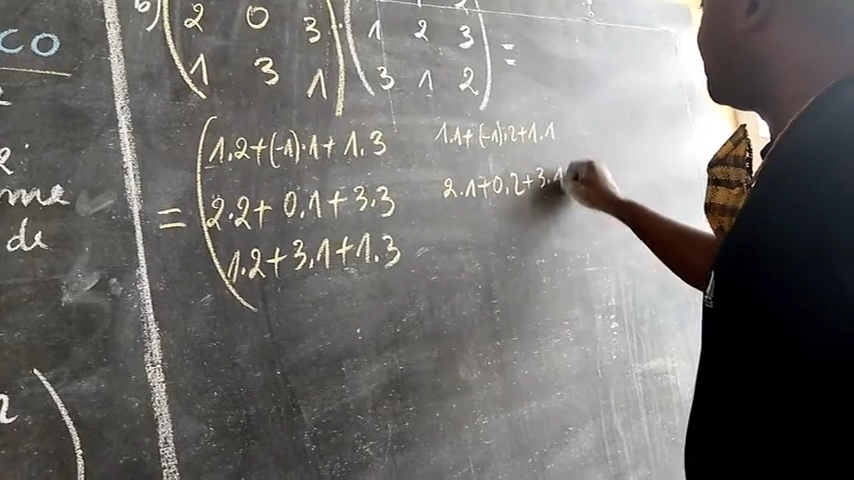 b)
2 0 3 1 2 3
1 3 1 3 1 2 =
co
1.2+(-1).1+1.3 1.1+(-1).2+1.1
= 2.2+0.1+3.3 2.1+0.2+3.1
1.2+3.1+1.3
me
de